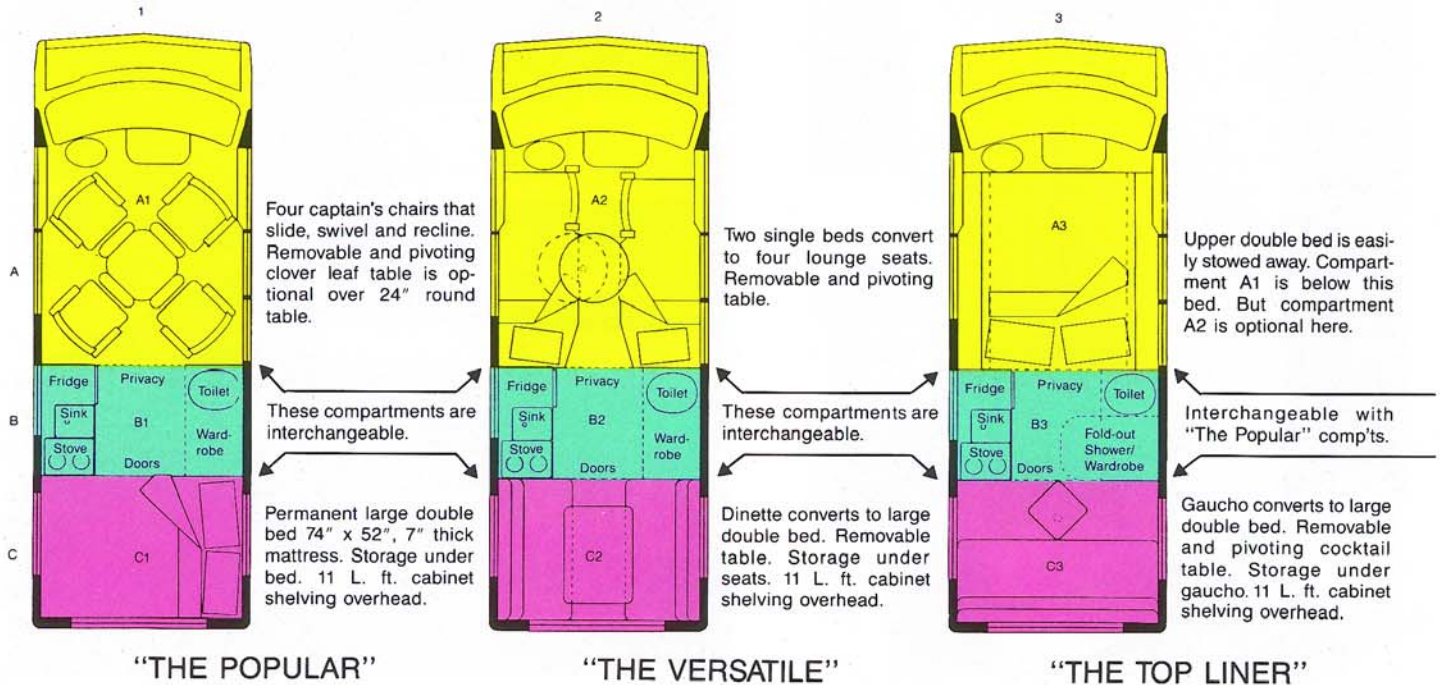 1
2
3
A
B
C
A1
Four captain's chairs that
slide, swivel and recline.
Removable and pivoting
clover leaf table is op-
tional over 24" round
table.
A2
Two single beds convert
to four lounge seats.
Removable and pivoting
table.
A3
Upper double bed is easi-
ly stowed away. Compart-
ment A1 is below this
bed. But compartment
A2 is optional here.
Fridge
Privacy
Toilet
Sink
B1
Ward-
robe
Stove
Doors
These compartments are
interchangeable.
Fridge
Privacy
Toilet
Sink
B2
Ward-
robe
Stove
Doors
These compartments are
interchangeable.
Fridge
Privacy
Toilet
Sink
B3
Fold-out
Shower/
Wardrobe
Stove
Doors
Interchangeable with
"The Popular" comp'ts.
C1
Permanent large double
bed 74" x 52", 7" thick
mattress. Storage under
bed. 11 L. ft. cabinet
shelving overhead.
C2
Dinette converts to large
double bed. Removable
table. Storage under
seats. 11 L. ft. cabinet
shelving overhead.
C3
Gaucho converts to large
double bed. Removable
and pivoting cocktail
table. Storage under
gaucho. 11 L. ft. cabinet
shelving overhead.
"THE POPULAR"
"THE VERSATILE"
"THE TOP LINER"